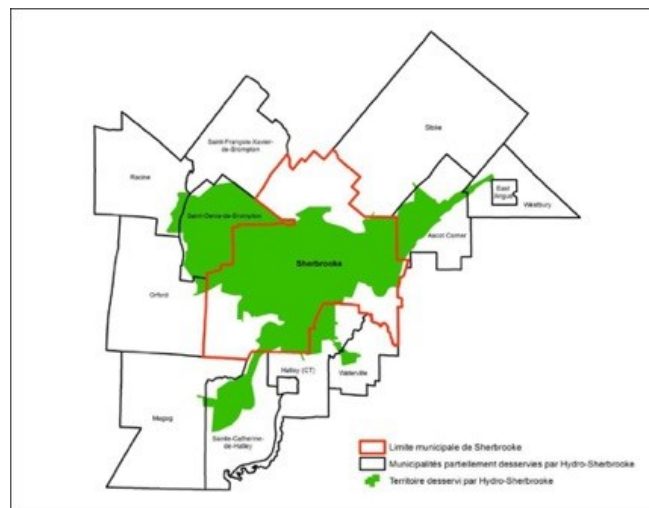 Stoke
Saint-François-Xavier-
de-Brompton
Racine
East
Angus
Westbury
Saint-Denis-de-Brompton
Ascot Corner
Sherbrooke
Orford
Hatley (CT)
Waterville
Magog
Sainte-Catherine-
de-Hatley
Limite municipale de Sherbrooke
Municipalités partiellement desservies par Hydro-Sherbrooke
Territoire desservi par Hydro-Sherbrooke